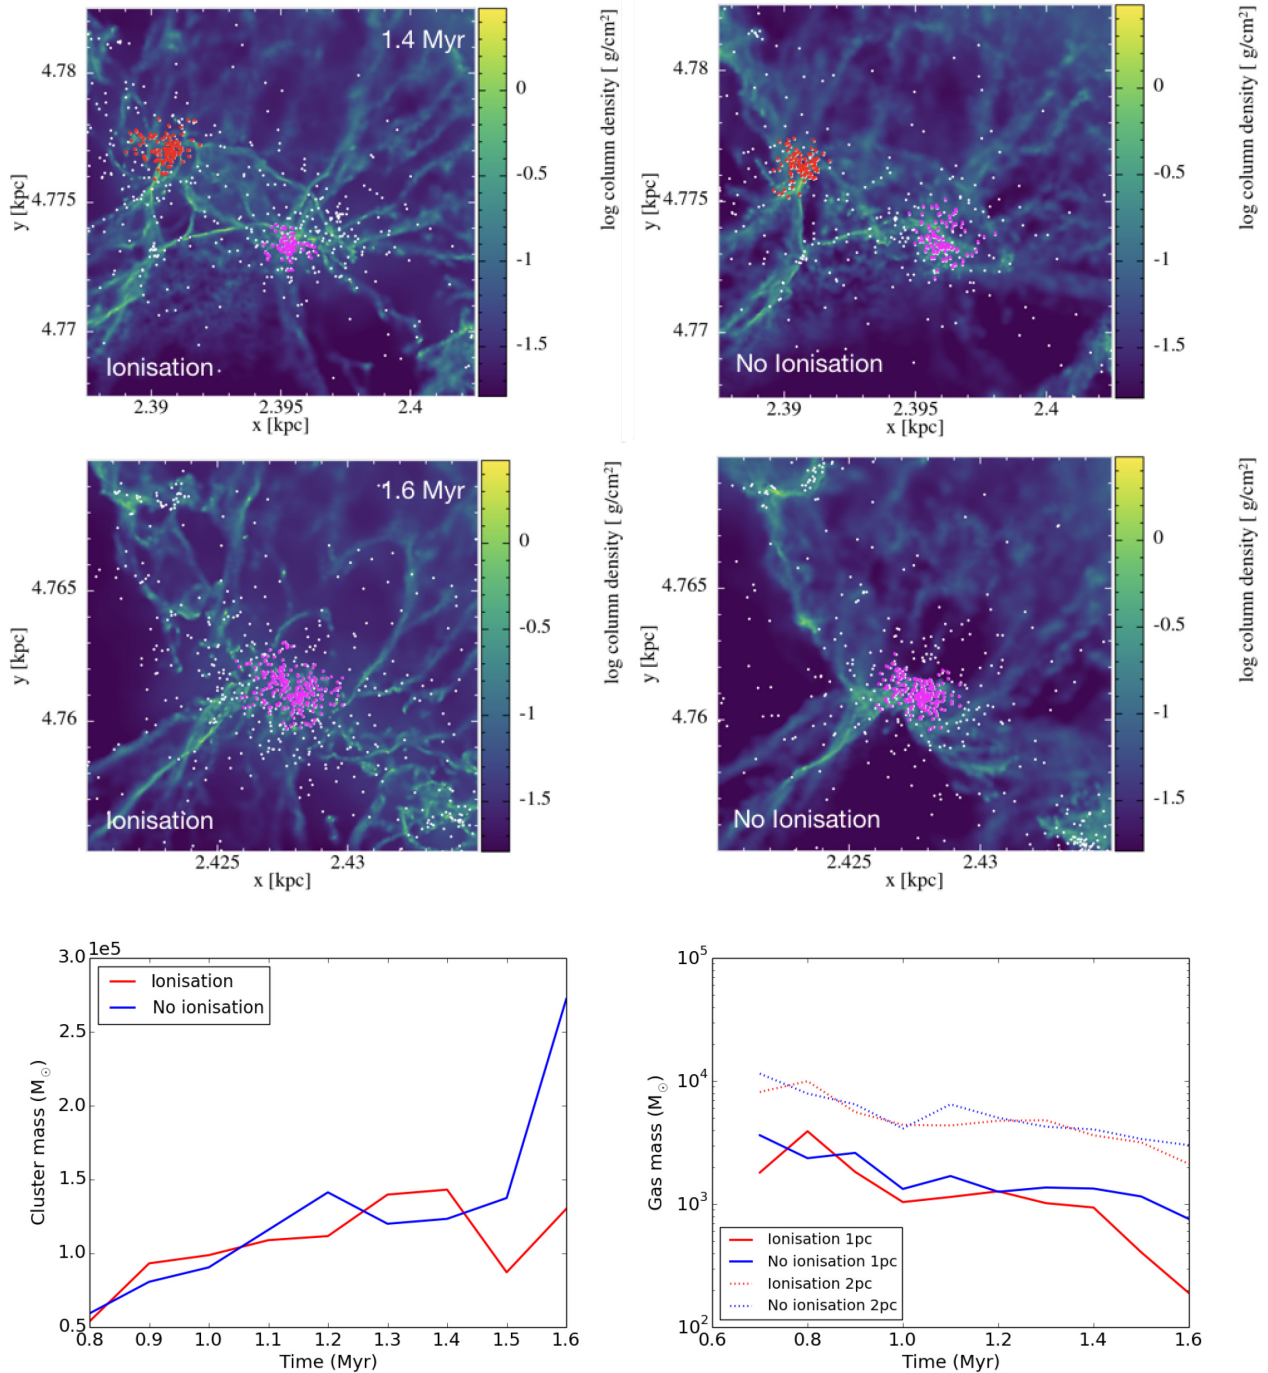 1.4 Myr
Ionisation
4.78
4.775
4.77
y [kpc]
2.39 2.395 2.4
x [kpc]
0
-0.5
-1
-1.5
log column density [ g/cm²]
No Ionisation
4.78
4.775
4.77
y [kpc]
2.39 2.395 2.4
x [kpc]
0
-0.5
-1
-1.5
log column density [ g/cm²]
1.6 Myr
Ionisation
4.765
4.76
y [kpc]
2.425 2.43
x [kpc]
0
-0.5
-1
-1.5
log column density [ g/cm²]
No Ionisation
4.765
4.76
y [kpc]
2.425 2.43
x [kpc]
0
-0.5
-1
-1.5
log column density [ g/cm²]
1e5
3.0
2.5
2.0
1.5
1.0
0.5
Cluster mass (M☉)
Ionisation
No ionisation
0.8 0.9 1.0 1.1 1.2 1.3 1.4 1.5 1.6
Time (Myr)
10⁵
10⁴
10³
10²
Gas mass (M☉)
Ionisation 1pc
No ionisation 1pc
Ionisation 2pc
No ionisation 2pc
0.6 0.8 1.0 1.2 1.4 1.6
Time (Myr)